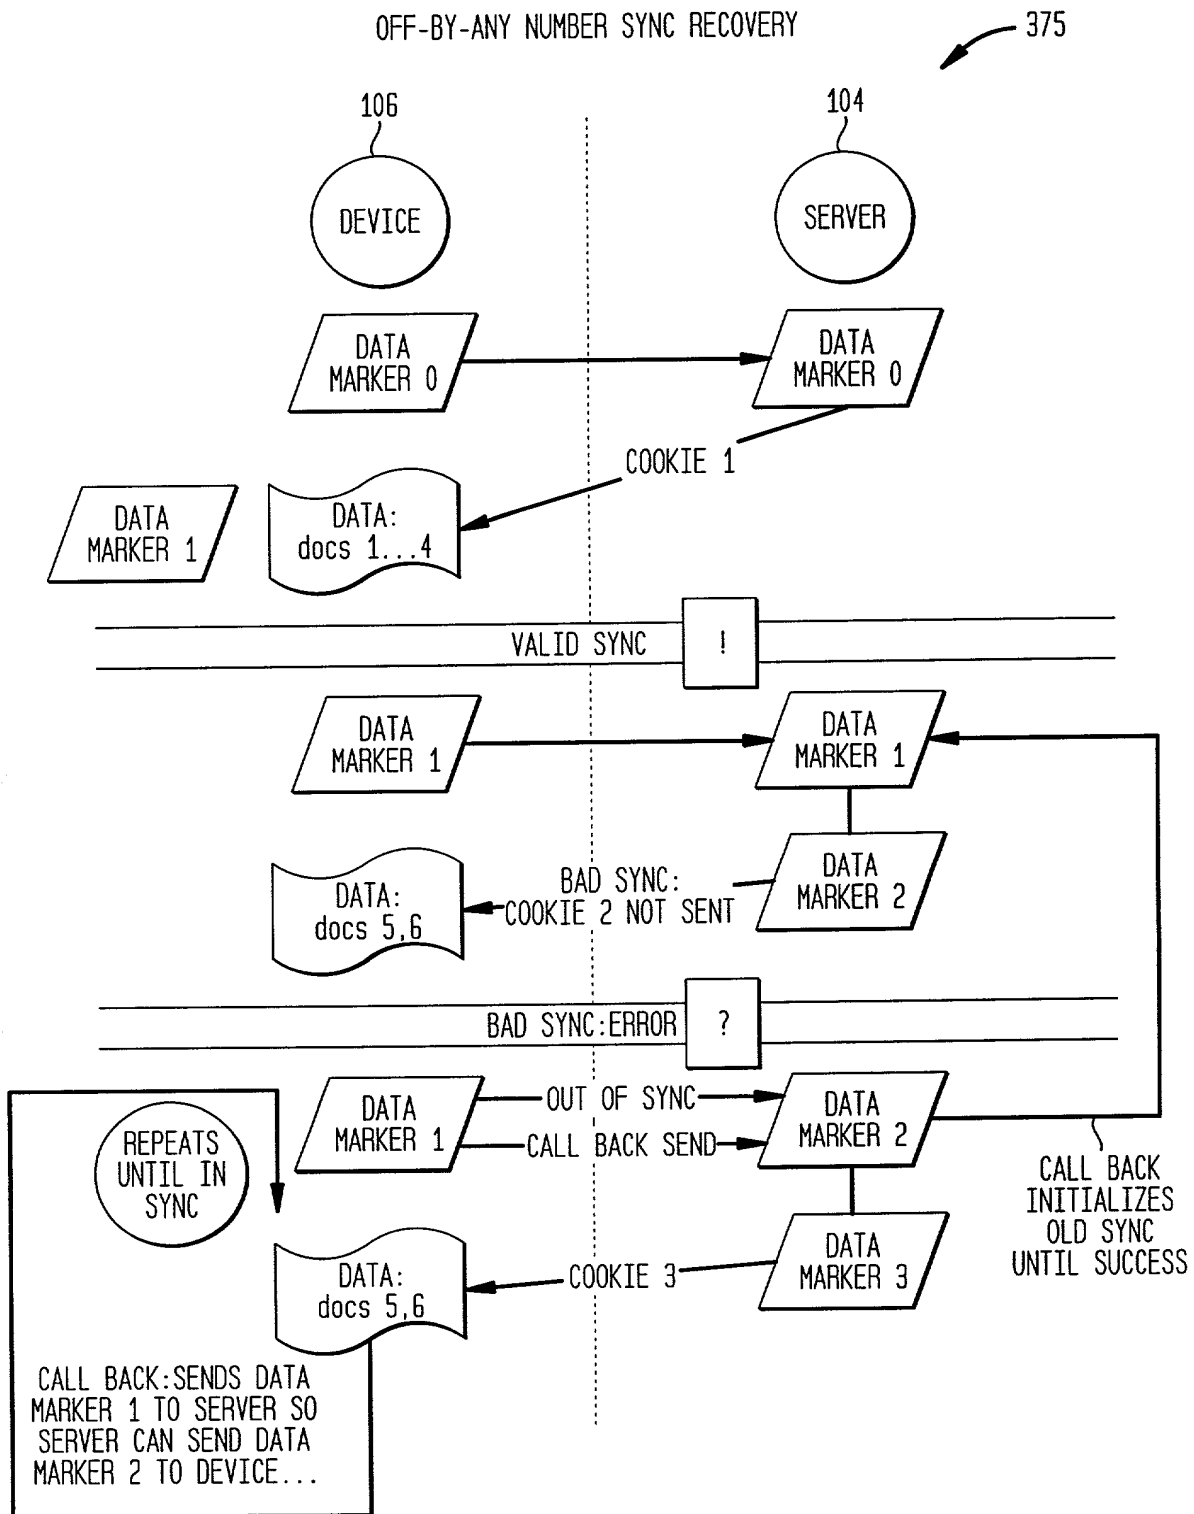 OFF-BY-ANY NUMBER SYNC RECOVERY
375
106
104
DEVICE
SERVER
DATA
MARKER 0
DATA
MARKER 0
COOKIE 1
DATA
MARKER 1
DATA:
docs 1...4
VALID SYNC
!
DATA
MARKER 1
DATA
MARKER 1
DATA:
docs 5,6
BAD SYNC:
COOKIE 2 NOT SENT
DATA
MARKER 2
BAD SYNC:ERROR
?
REPEATS
UNTIL IN
SYNC
DATA
MARKER 1
OUT OF SYNC
CALL BACK SEND
DATA
MARKER 2
CALL BACK
INITIALIZES
OLD SYNC
UNTIL SUCCESS
DATA:
docs 5,6
COOKIE 3
DATA
MARKER 3
CALL BACK:SENDS DATA
MARKER 1 TO SERVER SO
SERVER CAN SEND DATA
MARKER 2 TO DEVICE...